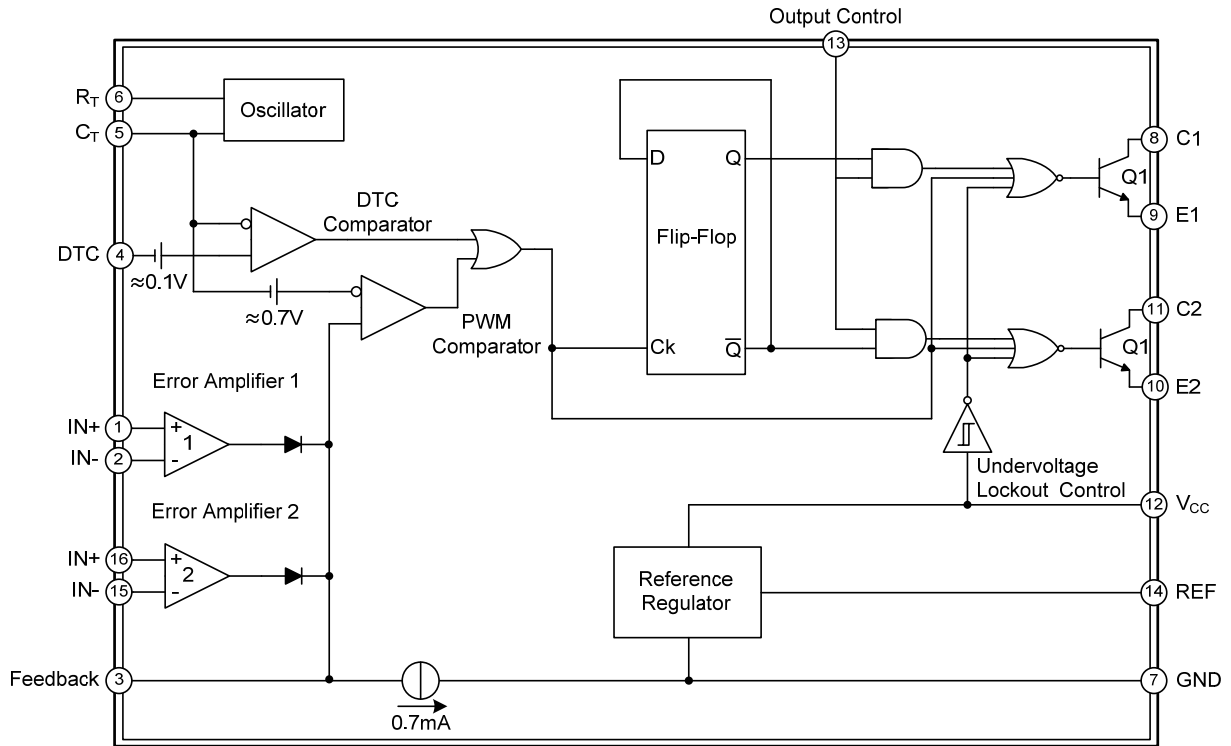 Output Control
13
R_T 6
Oscillator
C_T 5
8 C1
D Q
Q1
DTC
Comparator
9 E1
DTC 4
Flip-Flop
≈0.1V
≈0.7V
11 C2
PWM
Comparator
Ck Q̅
Q1
Error Amplifier 1
10 E2
IN+ 1
+
1
IN- 2
-
Undervoltage
Lockout Control
Error Amplifier 2
12 V_CC
IN+ 16
+
2
IN- 15
-
Reference
Regulator
14 REF
Feedback 3
7 GND
0.7mA